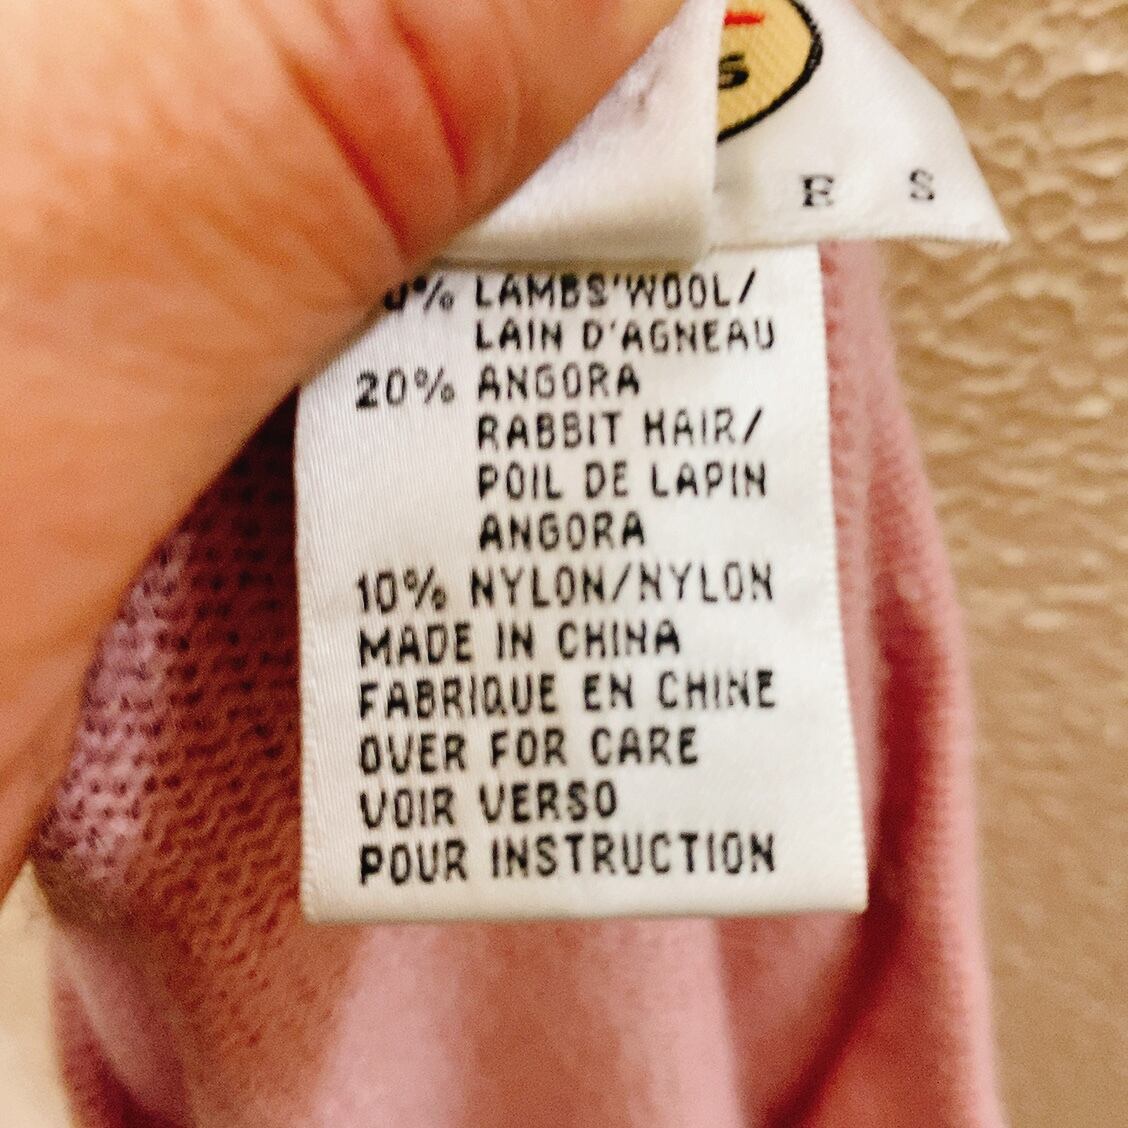 S
E S
0% LAMBS'WOOL/
LAIN D'AGNEAU
20% ANGORA
RABBIT HAIR/
POIL DE LAPIN
ANGORA
10% NYLON/NYLON
MADE IN CHINA
FABRIQUE EN CHINE
OVER FOR CARE
VOIR VERSO
POUR INSTRUCTION